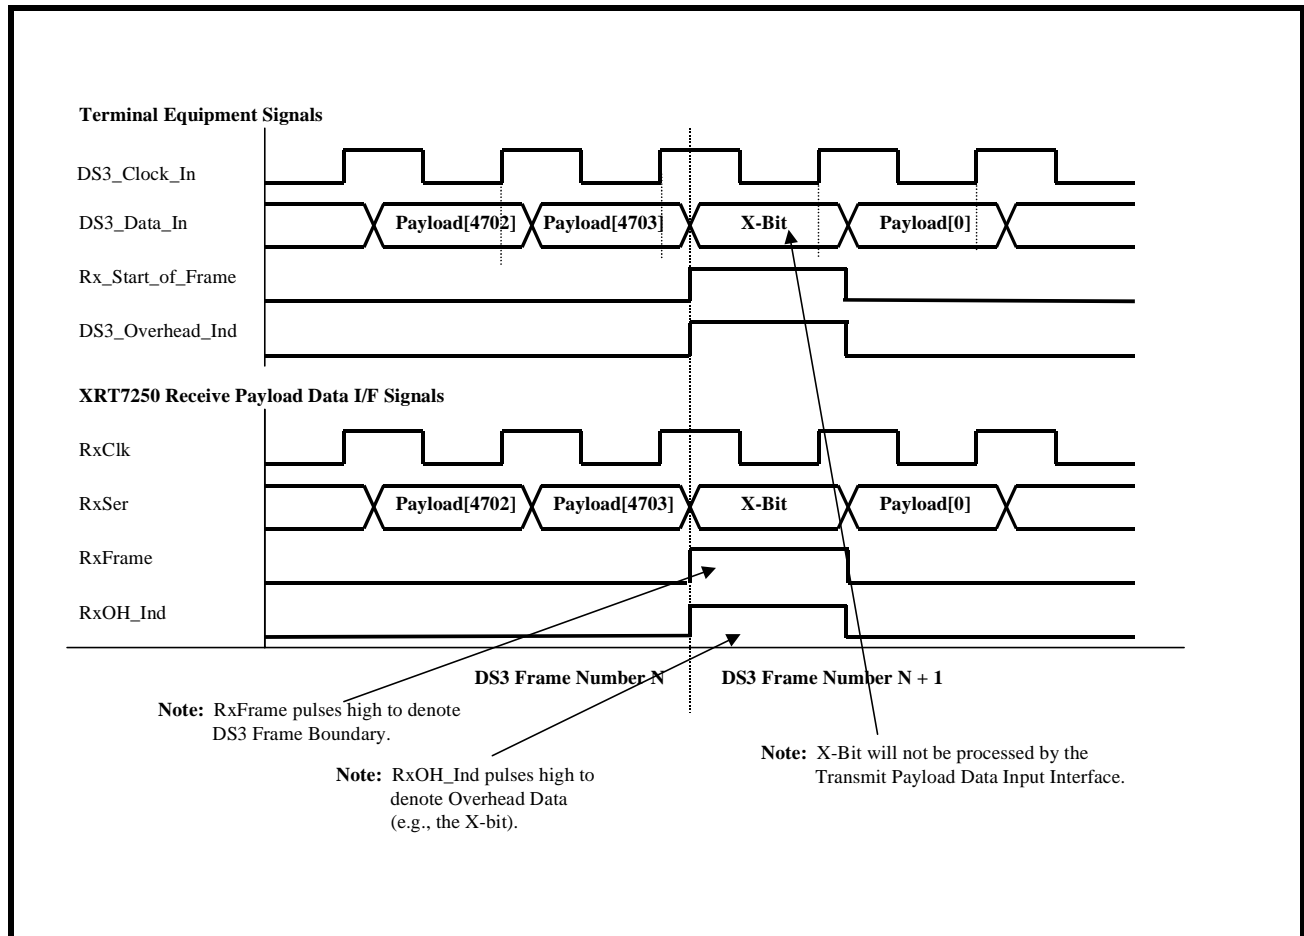 Terminal Equipment Signals
DS3_Clock_In
DS3_Data_In
Payload[4702] Payload[4703] X-Bit Payload[0]
Rx_Start_of_Frame
DS3_Overhead_Ind
XRT7250 Receive Payload Data I/F Signals
RxClk
RxSer
Payload[4702] Payload[4703] X-Bit Payload[0]
RxFrame
RxOH_Ind
DS3 Frame Number N DS3 Frame Number N + 1
Note: RxFrame pulses high to denote
DS3 Frame Boundary.
Note: RxOH_Ind pulses high to
denote Overhead Data
(e.g., the X-bit).
Note: X-Bit will not be processed by the
Transmit Payload Data Input Interface.